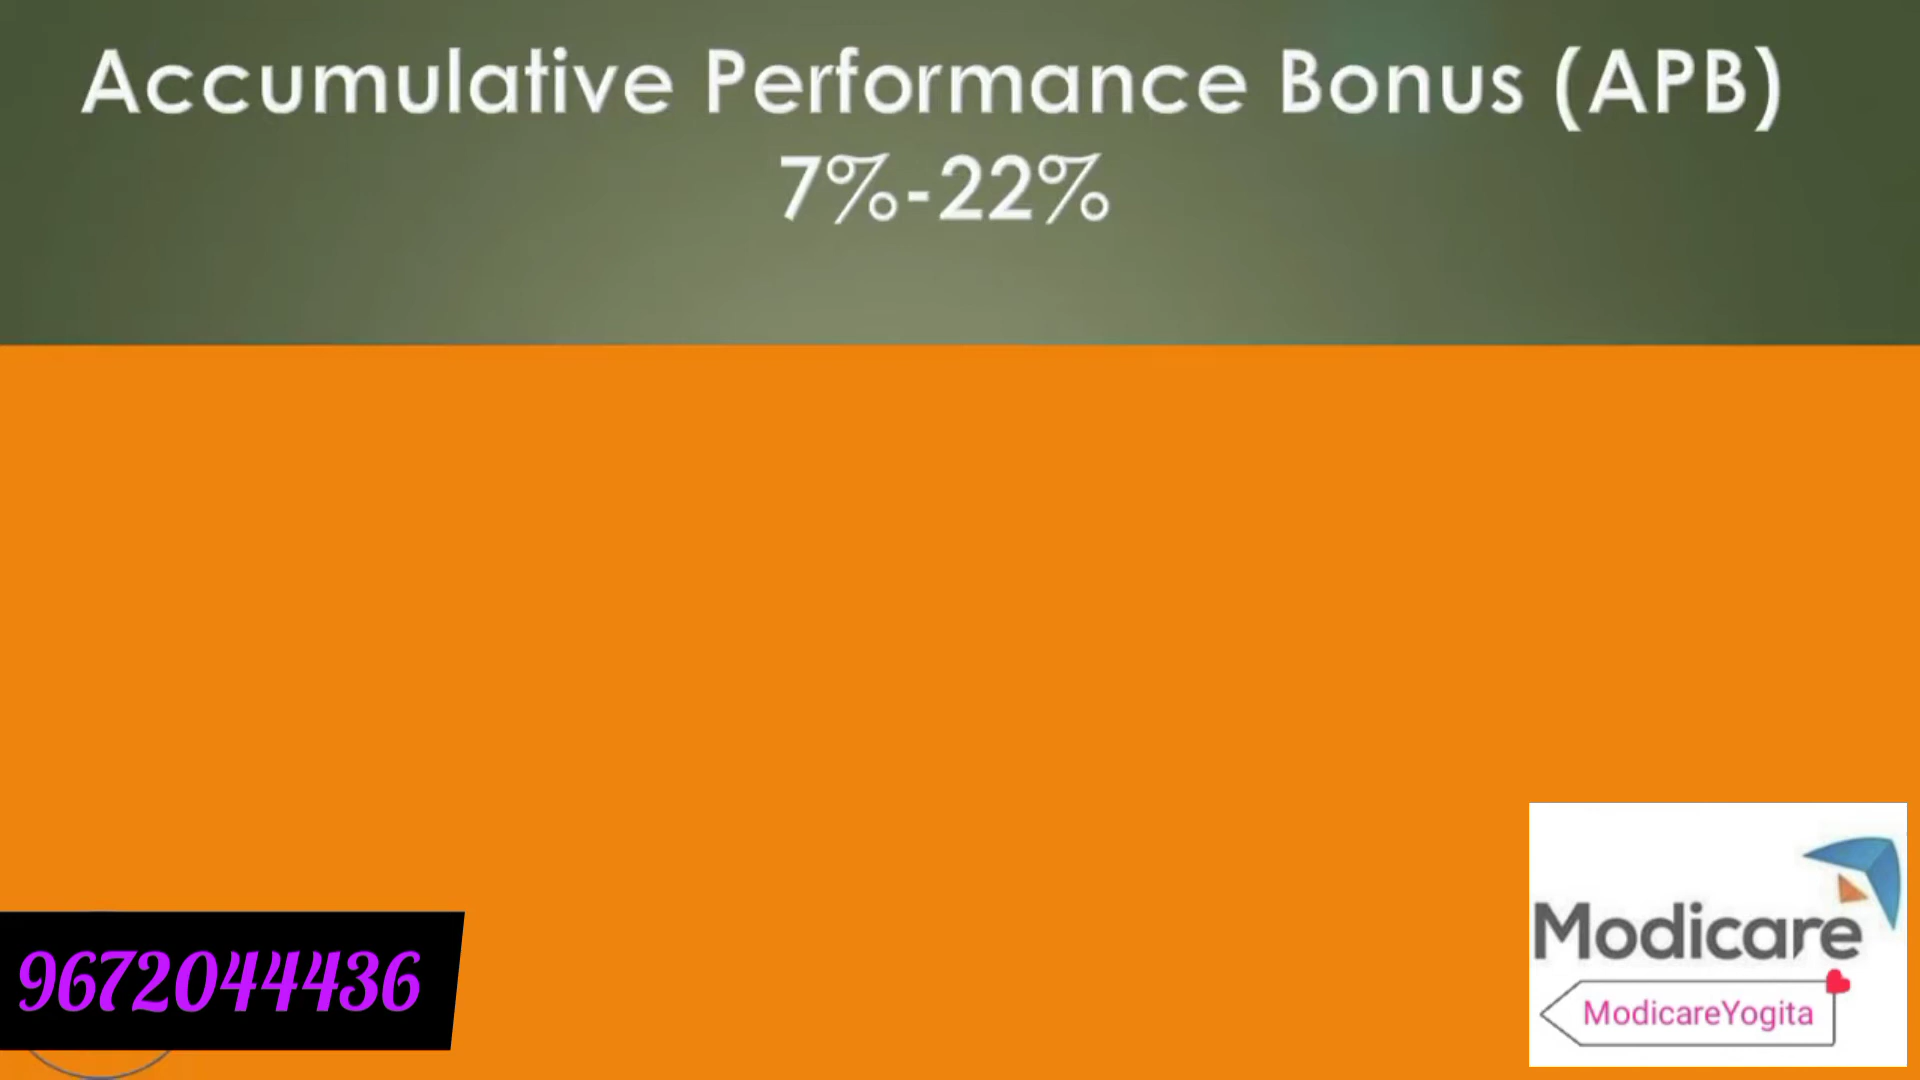 Accumulative Performance Bonus (APB)
7%-22%
9672044436
Modicare
ModicareYogita